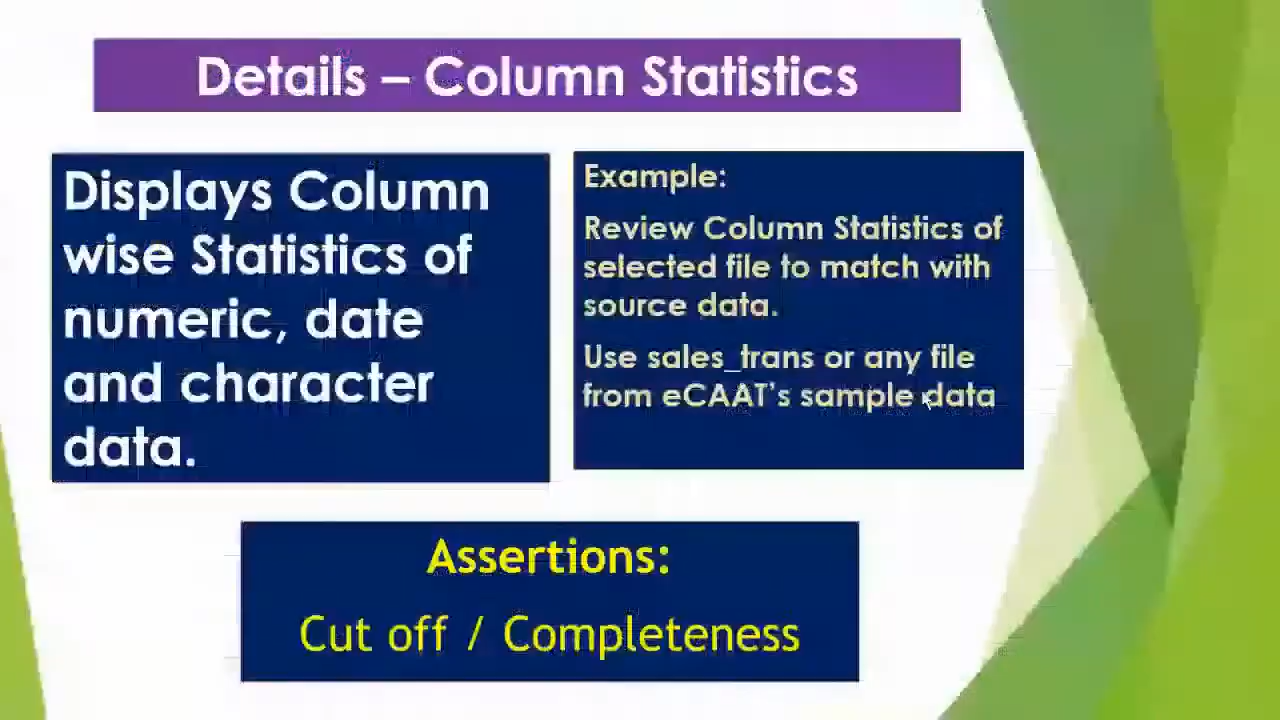 Details – Column Statistics
Displays Column
wise Statistics of
numeric, date
and character
data.
Example:
Review Column Statistics of
selected file to match with
source data.
Use sales_trans or any file
from eCAAT’s sample data
Assertions:
Cut off / Completeness